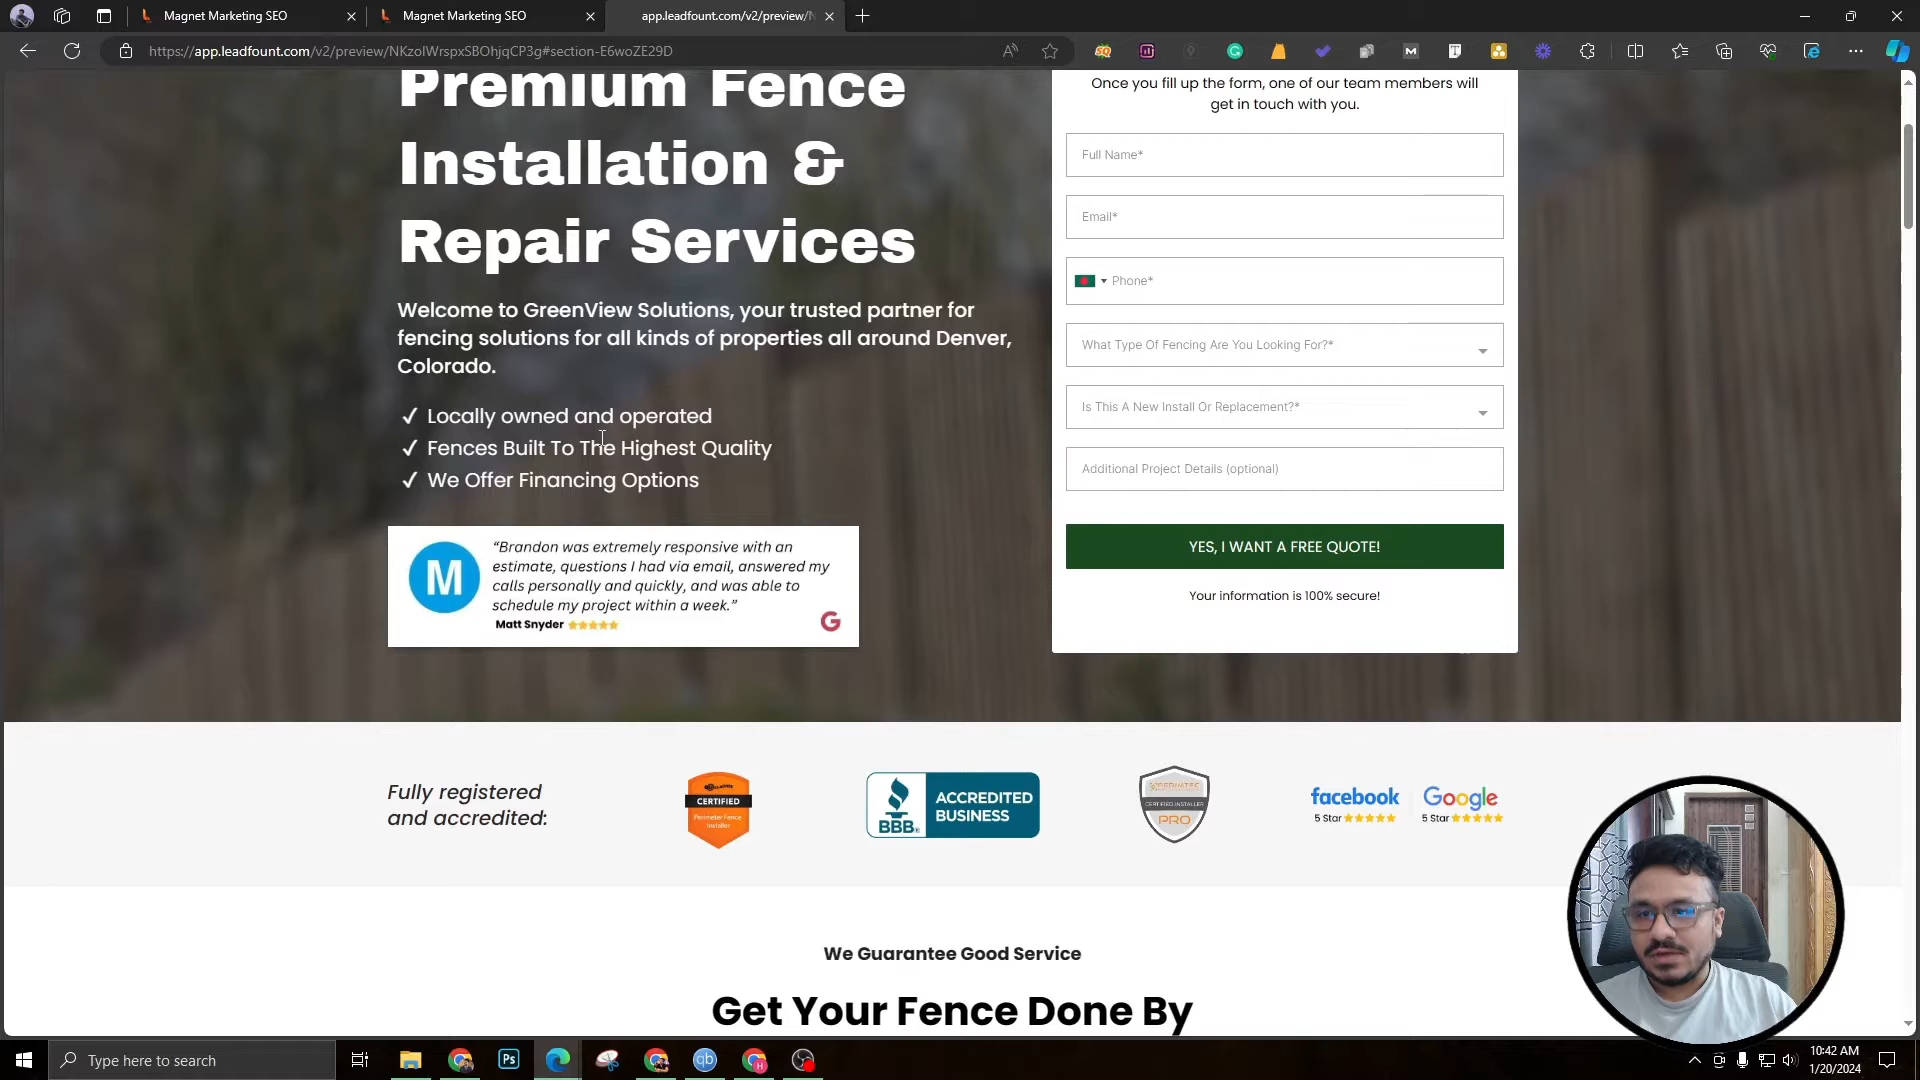 Magnet Marketing SEO
Magnet Marketing SEO
app.leadfount.com/v2/preview/N
https://app.leadfount.com/v2/preview/NKzoIWrspxSBOhjqCP3g#section-E6woZE29D
Premium Fence
Installation &
Repair Services
Welcome to GreenView Solutions, your trusted partner for
fencing solutions for all kinds of properties all around Denver,
Colorado.
✓ Locally owned and operated
✓ Fences Built To The Highest Quality
✓ We Offer Financing Options
M
“Brandon was extremely responsive with an
estimate, questions I had via email, answered my
calls personally and quickly, and was able to
schedule my project within a week.”
Matt Snyder
G
Once you fill up the form, one of our team members will
get in touch with you.
Full Name*
Email*
Phone*
What Type Of Fencing Are You Looking For?*
Is This A New Install Or Replacement?*
Additional Project Details (optional)
YES, I WANT A FREE QUOTE!
Your information is 100% secure!
Fully registered
and accredited:
CERTIFIED
Perimeter Fence
Installer
BBB
ACCREDITED
BUSINESS
CERTIFIED INSTALLER
PRO
facebook
5 Star
Google
5 Star
We Guarantee Good Service
Get Your Fence Done By
Type here to search
Ps
qb
10:42 AM
1/20/2024